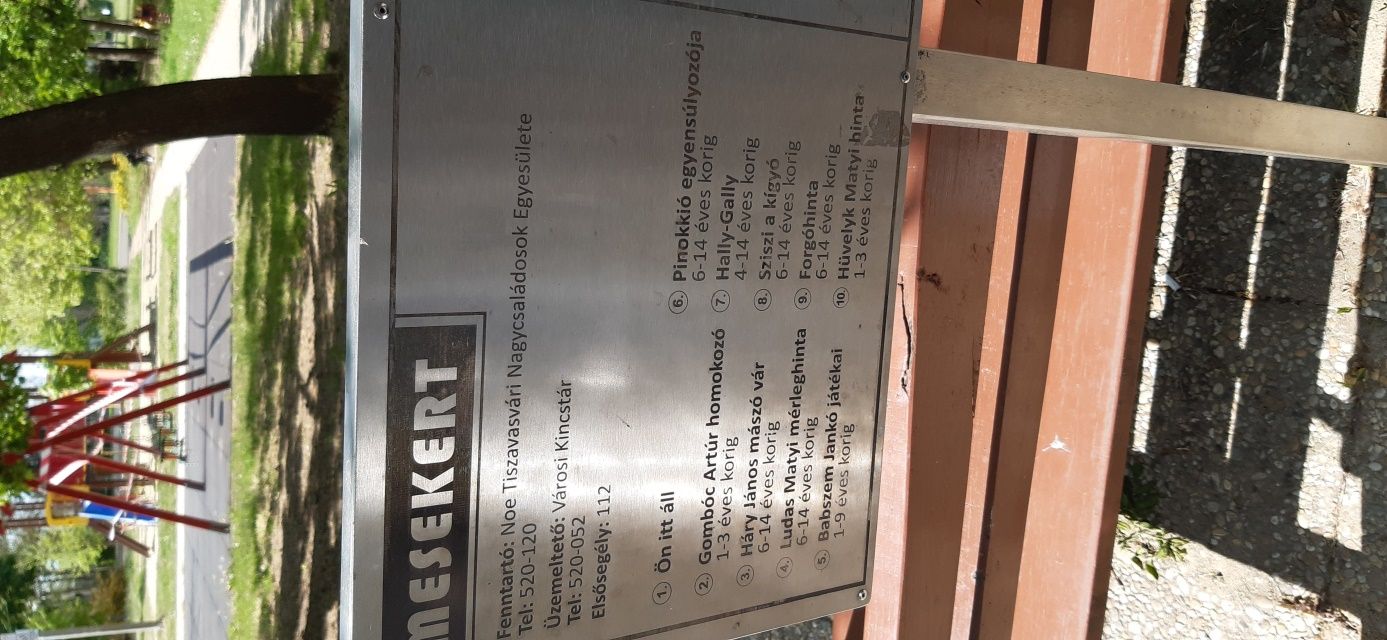 MESEKERT
Fenntartó: Noe Tiszavasvári Nagycsaládosok Egyesülete
Tel: 520-120
Üzemeltető: Városi Kincstár
Tel: 520-052
Elsősegély: 112
1. Ön itt áll
2. Gombóc Artúr homokozó
1-3 éves korig
3. Háry János mászó vár
6-14 éves korig
4. Ludas Matyi mérleghinta
6-14 éves korig
5. Babszem Jankó játékai
1-9 éves korig
6. Pinokkió egyensúlyozója
6-14 éves korig
7. Hally-Gally
4-14 éves korig
8. Sziszi a kígyó
6-14 éves korig
9. Forgóhinta
6-14 éves korig
10. Hüvelyk Matyi hinta
1-3 éves korig